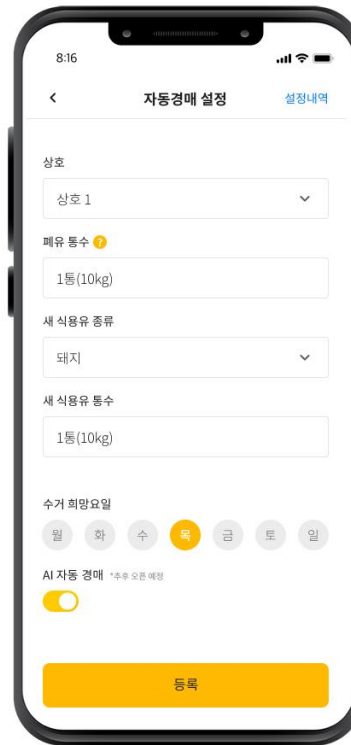 8:16
자동경매 설정
설정내역
상호
상호 1
폐유 통수 ?
1통(10kg)
새 식용유 종류
돼지
새 식용유 통수
1통(10kg)
수거 희망요일
월 화 수 목 금 토 일
AI 자동 경매 *추후 오픈 예정
등록